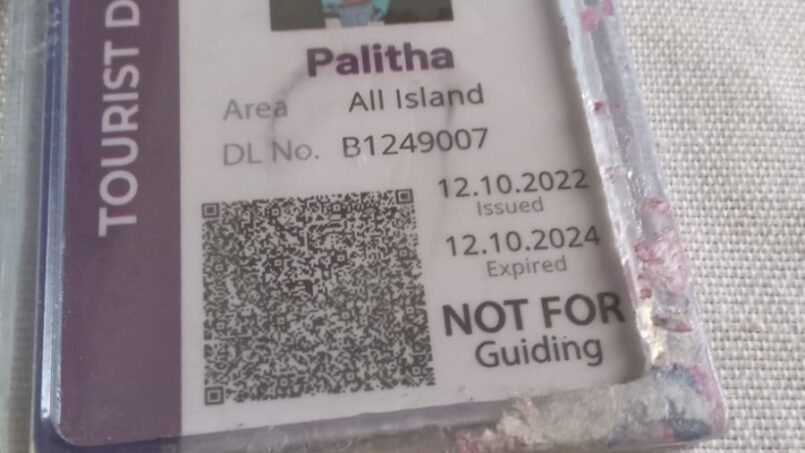 TOURIST D
Palitha
Area All Island
DL No. B1249007
12.10.2022
Issued
12.10.2024
Expired
NOT FOR
Guiding